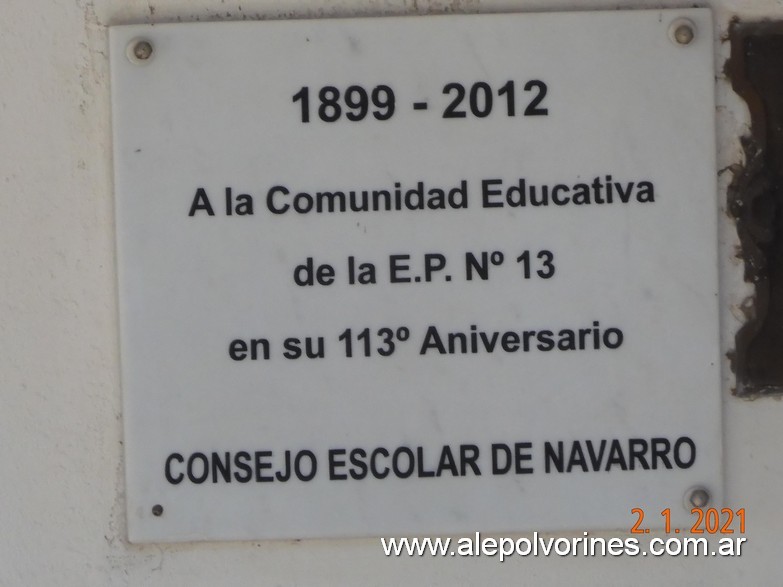 1899 - 2012
A la Comunidad Educativa
de la E.P. Nº 13
en su 113º Aniversario
CONSEJO ESCOLAR DE NAVARRO
2. 1. 2021
www.alepolvorines.com.ar